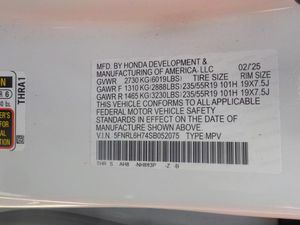 MFD. BY HONDA DEVELOPMENT & 02/25
MANUFACTURING OF AMERICA, LLC
GVWR 2730 KG(6019LBS) TIRE SIZE RIM SIZE
GAWR F 1310 KG/2888LBS 235/55R19 101H 19X7.5J
GAWR R 1465 KG/3230LBS 235/55R19 101H 19X7.5J
THIS VEHICLE CONFORMS TO ALL APPLICABLE
FEDERAL MOTOR VEHICLE SAFETY STANDARDS
IN EFFECT ON THE DATE OF MANUFACTURE
SHOWN ABOVE.
V.I.N. 5FNRL6H74SB052075 TYPE:MPV
THRA1